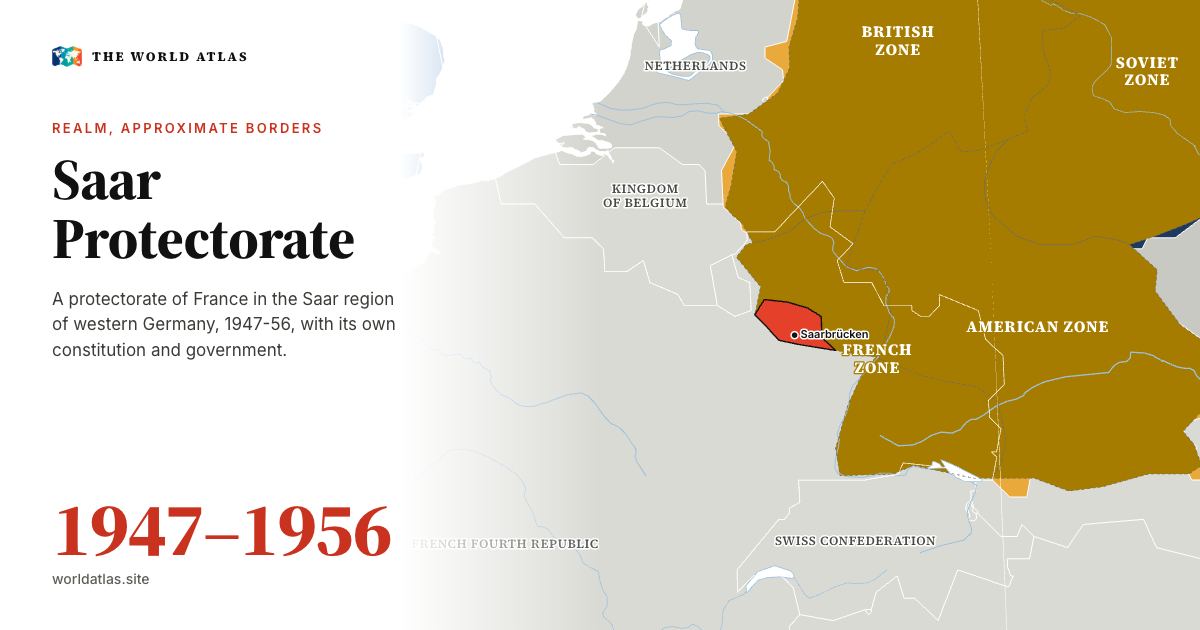 THE WORLD ATLAS
REALM, APPROXIMATE BORDERS
Saar
Protectorate
A protectorate of France in the Saar region
of western Germany, 1947-56, with its own
constitution and government.
1947–1956
worldatlas.site
BRITISH
ZONE
SOVIET
ZONE
NETHERLANDS
KINGDOM
OF BELGIUM
AMERICAN ZONE
Saarbrücken
FRENCH
ZONE
FRENCH FOURTH REPUBLIC
SWISS CONFEDERATION